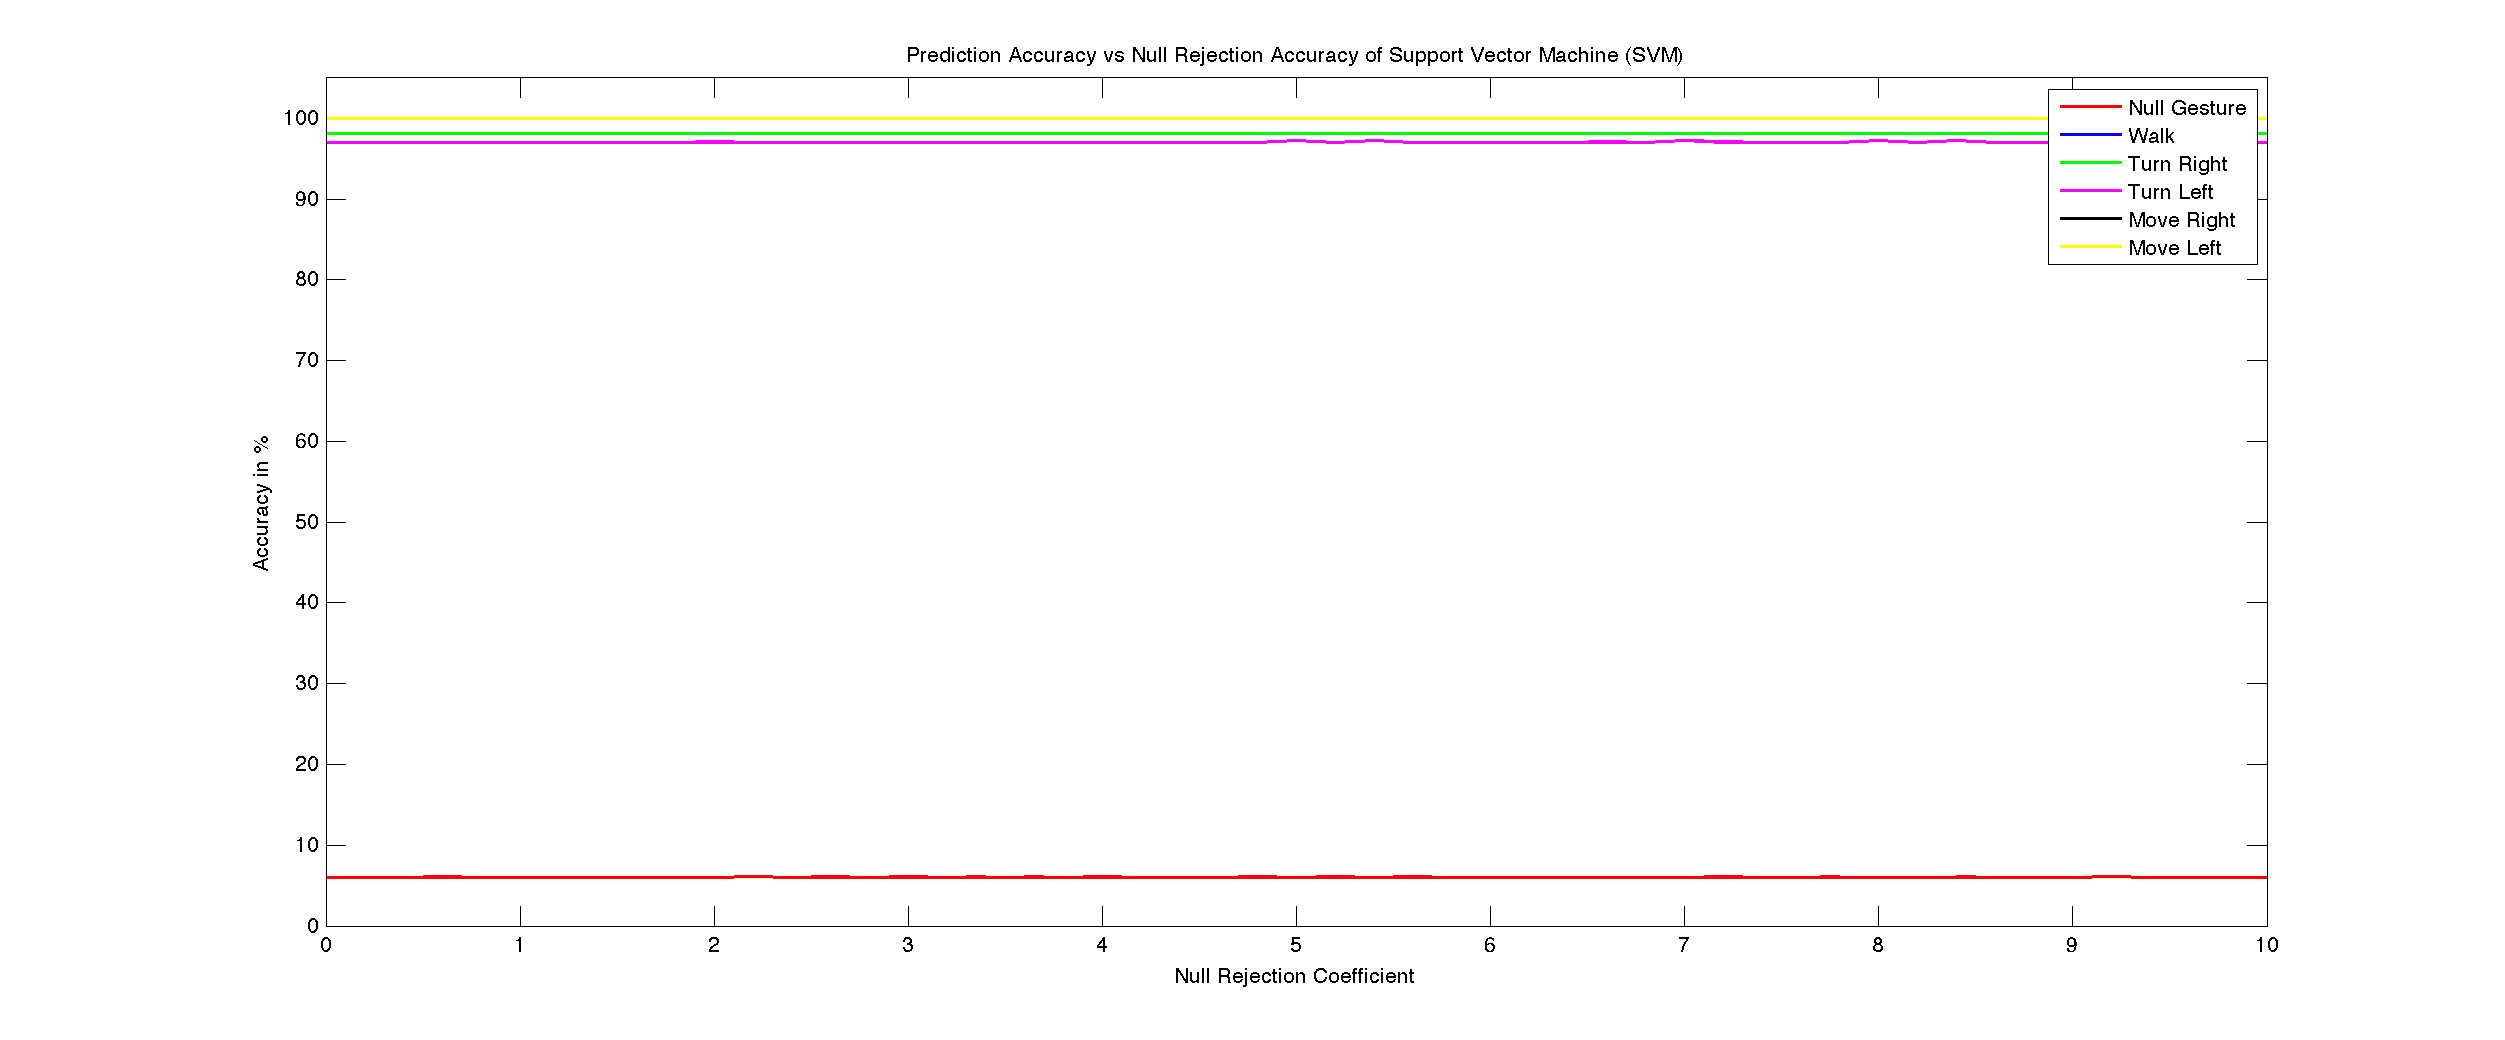 Prediction Accuracy vs Null Rejection Accuracy of Support Vector Machine (SVM)
100
90
80
70
60
50
40
30
20
10
0
Accuracy in %
Null Gesture
Walk
Turn Right
Turn Left
Move Right
Move Left
0 1 2 3 4 5 6 7 8 9 10
Null Rejection Coefficient